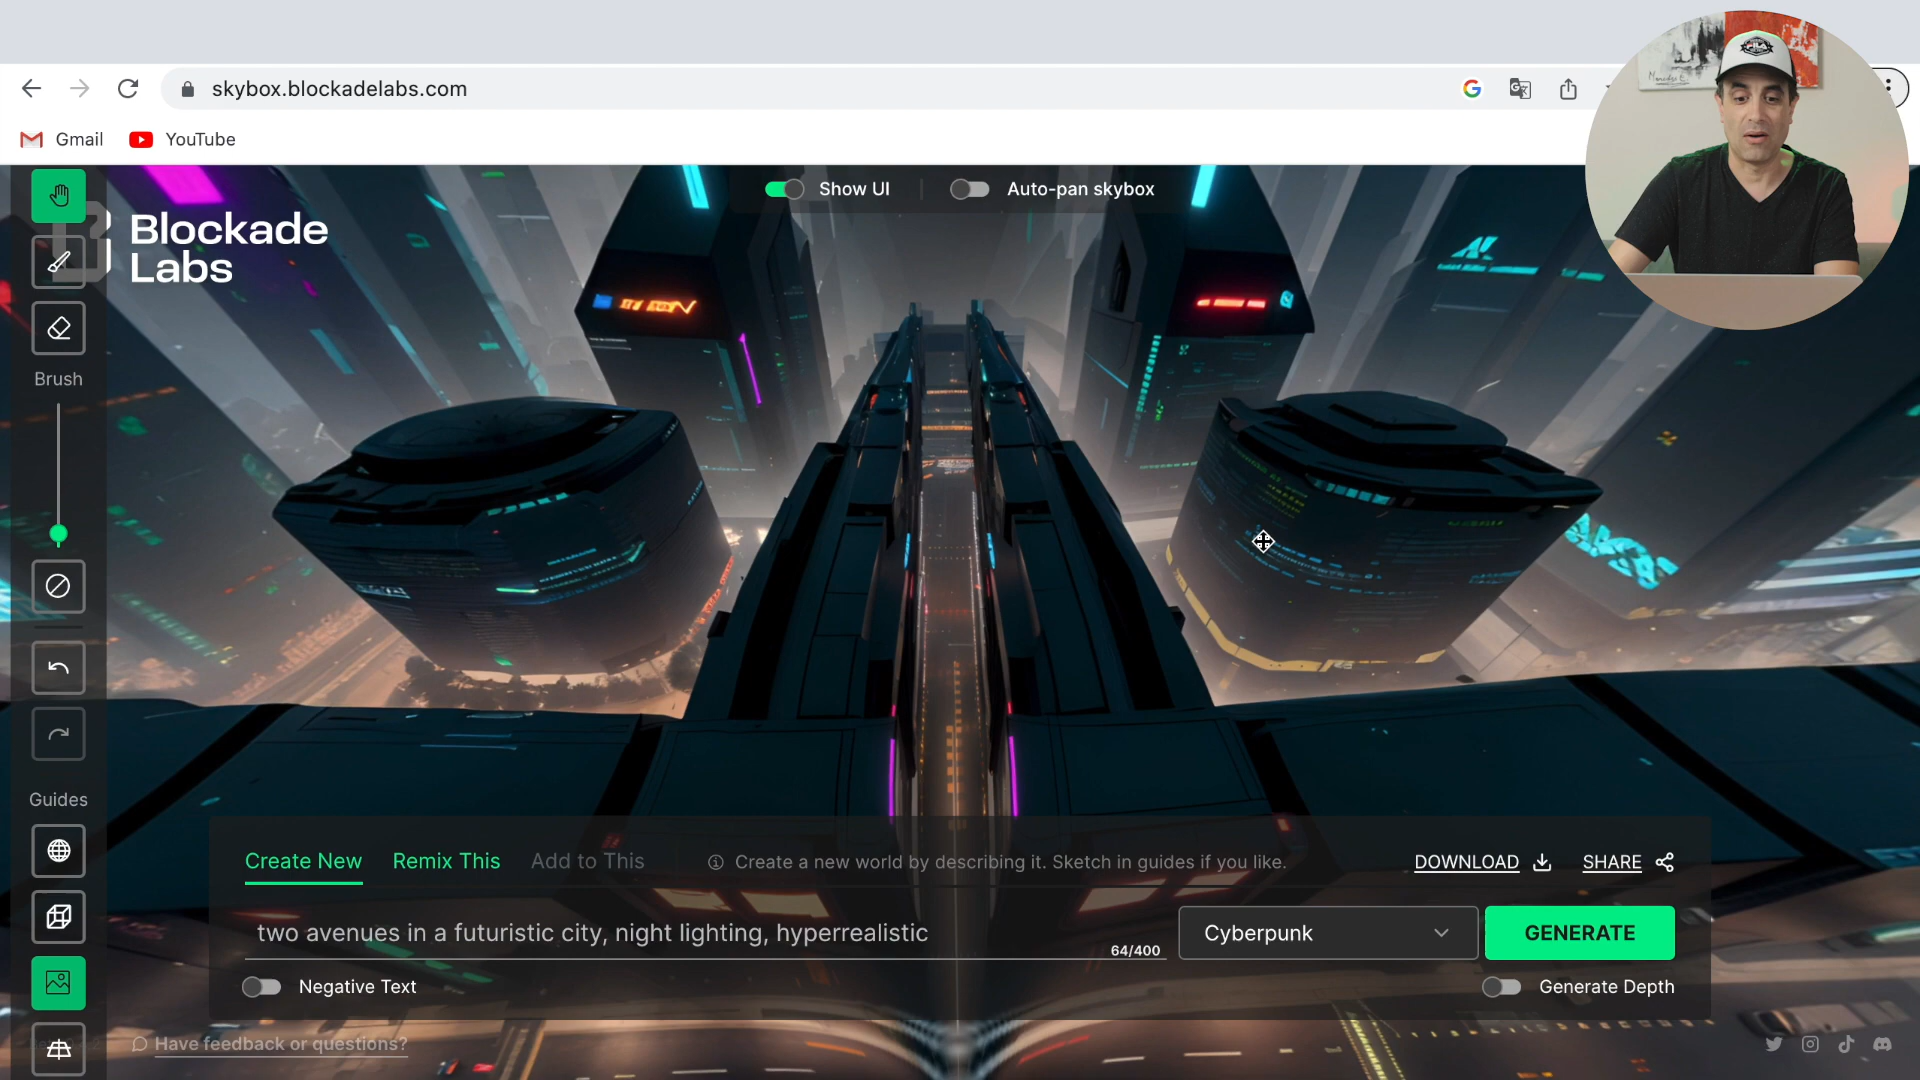 skybox.blockadelabs.com
Gmail YouTube
Show UI Auto-pan skybox
Blockade
Labs
Brush
Guides
Create New Remix This Add to This Create a new world by describing it. Sketch in guides if you like. DOWNLOAD SHARE
two avenues in a futuristic city, night lighting, hyperrealistic
64/400
Cyberpunk GENERATE
Negative Text Generate Depth
Have feedback or questions?
FILA